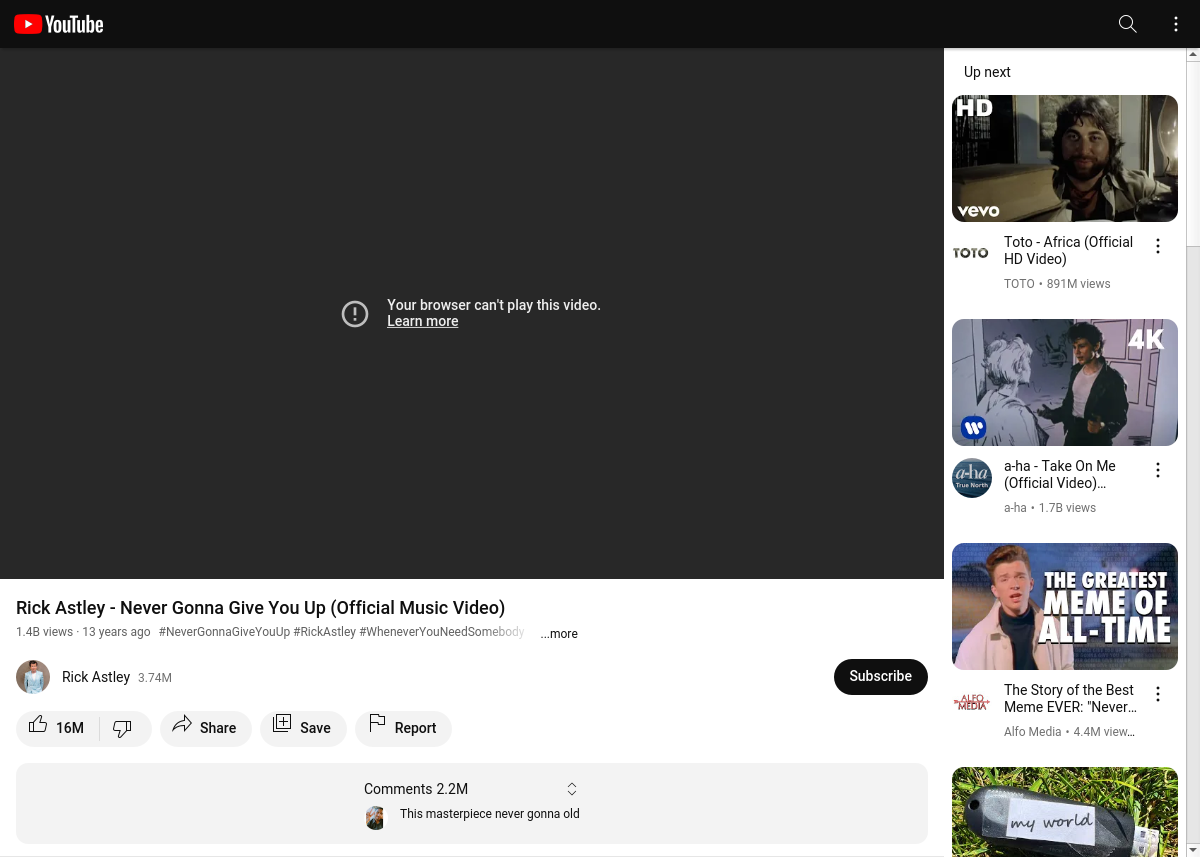 YouTube
Your browser can't play this video.
Learn more
Rick Astley - Never Gonna Give You Up (Official Music Video)
1.4B views · 13 years ago #NeverGonnaGiveYouUp #RickAstley #WheneverYouNeedSomebody ...more
Rick Astley 3.74M
Subscribe
16M
Share
Save
Report
Comments 2.2M
This masterpiece never gonna old
Up next
HD
vevo
TOTO
Toto - Africa (Official
HD Video)
TOTO • 891M views
4K
W
a-ha
True North
a-ha - Take On Me
(Official Video)…
a-ha • 1.7B views
THE GREATEST
MEME OF
ALL-TIME
ALFO
MEDIA
The Story of the Best
Meme EVER: "Never…
Alfo Media • 4.4M view…
my world